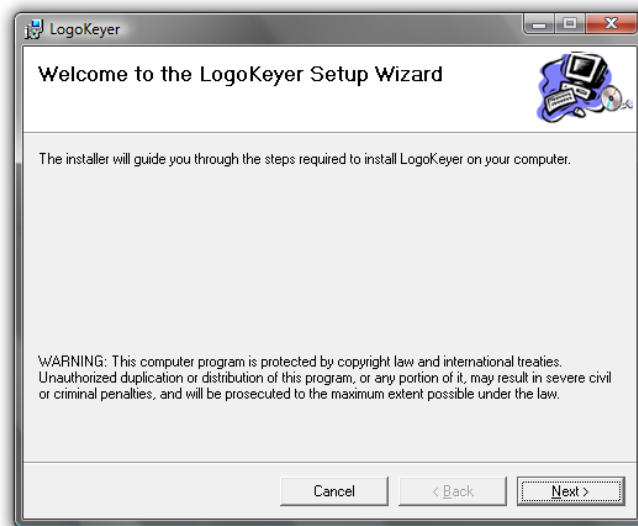 LogoKeyer
Welcome to the LogoKeyer Setup Wizard
The installer will guide you through the steps required to install LogoKeyer on your computer.
WARNING: This computer program is protected by copyright law and international treaties.
Unauthorized duplication or distribution of this program, or any portion of it, may result in severe civil
or criminal penalties, and will be prosecuted to the maximum extent possible under the law.
Cancel
< Back
Next >